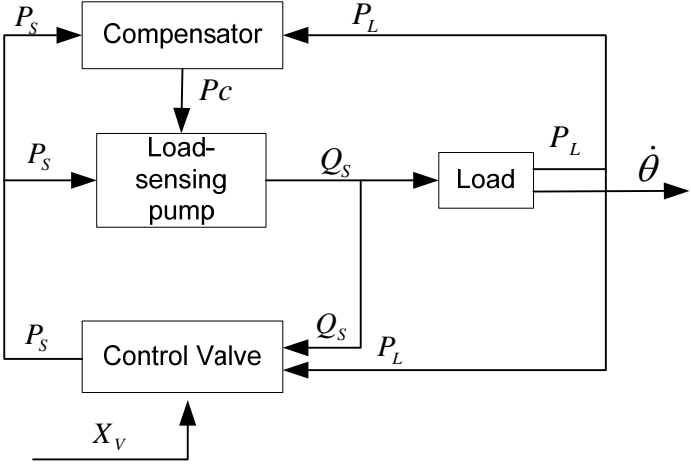 P_S
Compensator
P_L
Pc
P_S
Load-
sensing
pump
Q_S
Load
P_L
θ̇
P_S
Control Valve
Q_S
P_L
X_V